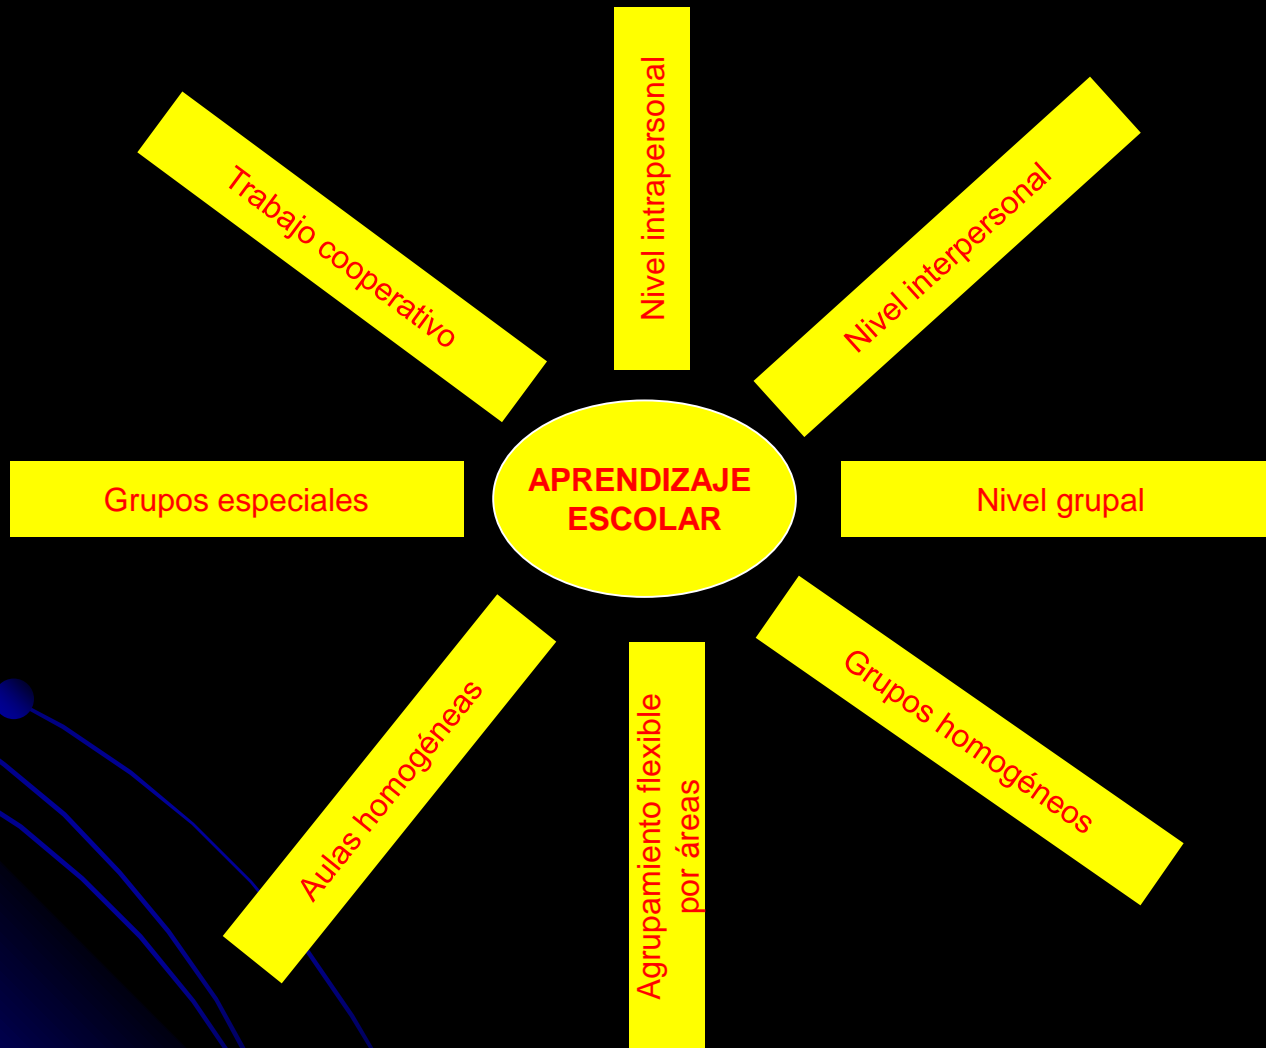 Nivel intrapersonal
Trabajo cooperativo
Nivel interpersonal
Grupos especiales
APRENDIZAJE
ESCOLAR
Nivel grupal
Aulas homogéneas
Agrupamiento flexible
por áreas
Grupos homogéneos